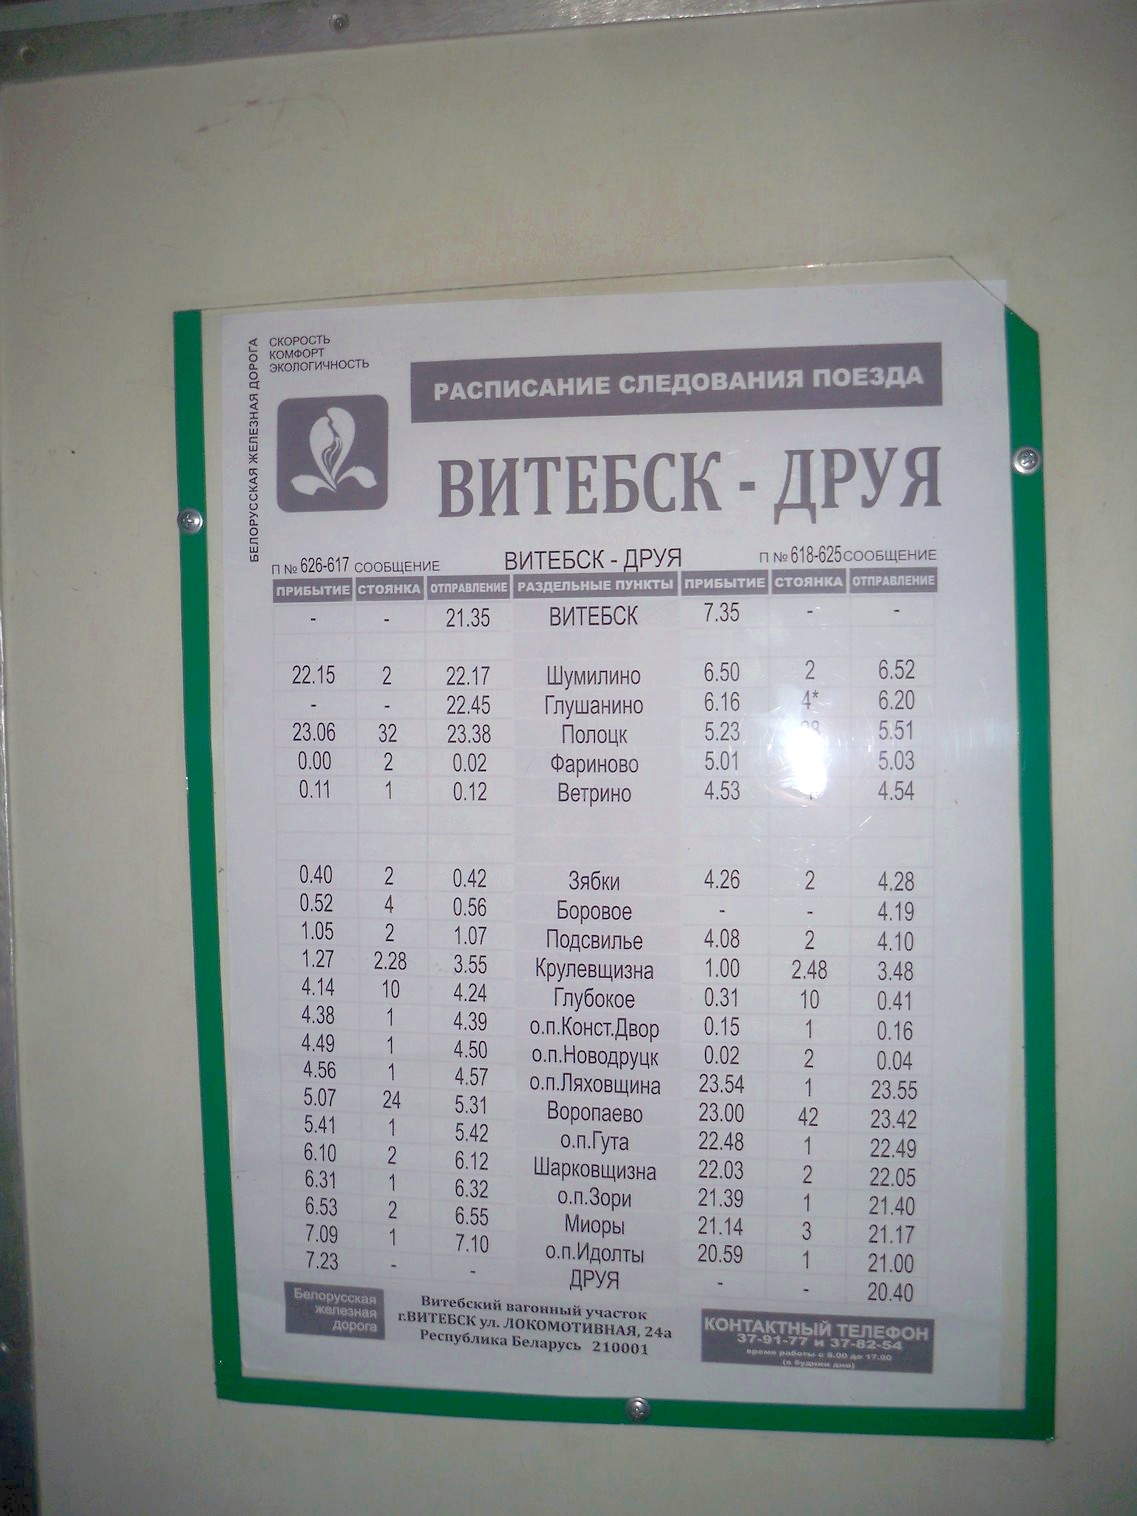 БЕЛОРУССКАЯ ЖЕЛЕЗНАЯ ДОРОГА
СКОРОСТЬ
КОМФОРТ
ЭКОЛОГИЧНОСТЬ
РАСПИСАНИЕ СЛЕДОВАНИЯ ПОЕЗДА
ВИТЕБСК - ДРУЯ
П № 626-617 СООБЩЕНИЕ ВИТЕБСК - ДРУЯ П № 618-625 СООБЩЕНИЕ
ПРИБЫТИЕ СТОЯНКА ОТПРАВЛЕНИЕ РАЗДЕЛЬНЫЕ ПУНКТЫ ПРИБЫТИЕ СТОЯНКА ОТПРАВЛЕНИЕ
- - 21.35 ВИТЕБСК 7.35 - -
22.15 2 22.17 Шумилино 6.50 2 6.52
- - 22.45 Глушанино 6.16 4* 6.20
23.06 32 23.38 Полоцк 5.23 5.51
0.00 2 0.02 Фариново 5.01 5.03
0.11 1 0.12 Ветрино 4.53 4.54
0.40 2 0.42 Зябки 4.26 2 4.28
0.52 4 0.56 Боровое - - 4.19
1.05 2 1.07 Подсвилье 4.08 2 4.10
1.27 2.28 3.55 Крулевщизна 1.00 2.48 3.48
4.14 10 4.24 Глубокое 0.31 10 0.41
4.38 1 4.39 о.п.Конст.Двор 0.15 1 0.16
4.49 1 4.50 о.п.Новодруцк 0.02 2 0.04
4.56 1 4.57 о.п.Ляховщина 23.54 1 23.55
5.07 24 5.31 Воропаево 23.00 42 23.42
5.41 1 5.42 о.п.Гута 22.48 1 22.49
6.10 2 6.12 Шарковщизна 22.03 2 22.05
6.31 1 6.32 о.п.Зори 21.39 1 21.40
6.53 2 6.55 Миоры 21.14 3 21.17
7.09 1 7.10 о.п.Идолты 20.59 1 21.00
7.23 - - ДРУЯ - - 20.40
Белорусская
железная
дорога
Витебский вагонный участок
г.ВИТЕБСК ул. ЛОКОМОТИВНАЯ, 24а
Республика Беларусь 210001
КОНТАКТНЫЙ ТЕЛЕФОН
37-91-77 и 37-82-54
время работы с 8.00 до 17.00
(в будни дни)